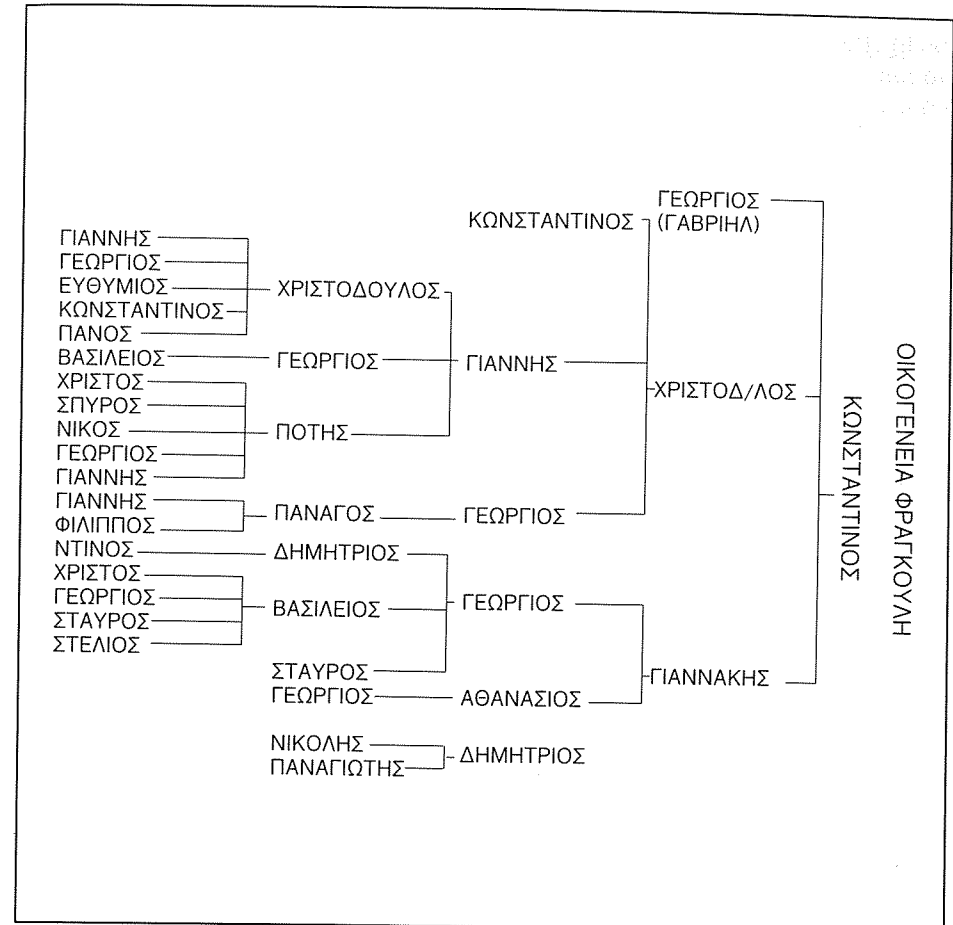 ΟΙΚΟΓΕΝΕΙΑ ΦΡΑΓΚΟΥΛΗ
ΚΩΝΣΤΑΝΤΙΝΟΣ
ΓΕΩΡΓΙΟΣ
(ΓΑΒΡΙΗΛ)
ΧΡΙΣΤΟΔ/ΛΟΣ
ΓΙΑΝΝΑΚΗΣ
ΚΩΝΣΤΑΝΤΙΝΟΣ
ΓΙΑΝΝΗΣ
ΓΕΩΡΓΙΟΣ
ΓΕΩΡΓΙΟΣ
ΑΘΑΝΑΣΙΟΣ
ΔΗΜΗΤΡΙΟΣ
ΧΡΙΣΤΟΔΟΥΛΟΣ
ΓΕΩΡΓΙΟΣ
ΠΟΤΗΣ
ΠΑΝΑΓΟΣ
ΔΗΜΗΤΡΙΟΣ
ΒΑΣΙΛΕΙΟΣ
ΣΤΑΥΡΟΣ
ΓΕΩΡΓΙΟΣ
ΝΙΚΟΛΗΣ
ΠΑΝΑΓΙΩΤΗΣ
ΓΙΑΝΝΗΣ
ΓΕΩΡΓΙΟΣ
ΕΥΘΥΜΙΟΣ
ΚΩΝΣΤΑΝΤΙΝΟΣ
ΠΑΝΟΣ
ΒΑΣΙΛΕΙΟΣ
ΧΡΙΣΤΟΣ
ΣΠΥΡΟΣ
ΝΙΚΟΣ
ΓΕΩΡΓΙΟΣ
ΓΙΑΝΝΗΣ
ΓΙΑΝΝΗΣ
ΦΙΛΙΠΠΟΣ
ΝΤΙΝΟΣ
ΧΡΙΣΤΟΣ
ΓΕΩΡΓΙΟΣ
ΣΤΑΥΡΟΣ
ΣΤΕΛΙΟΣ